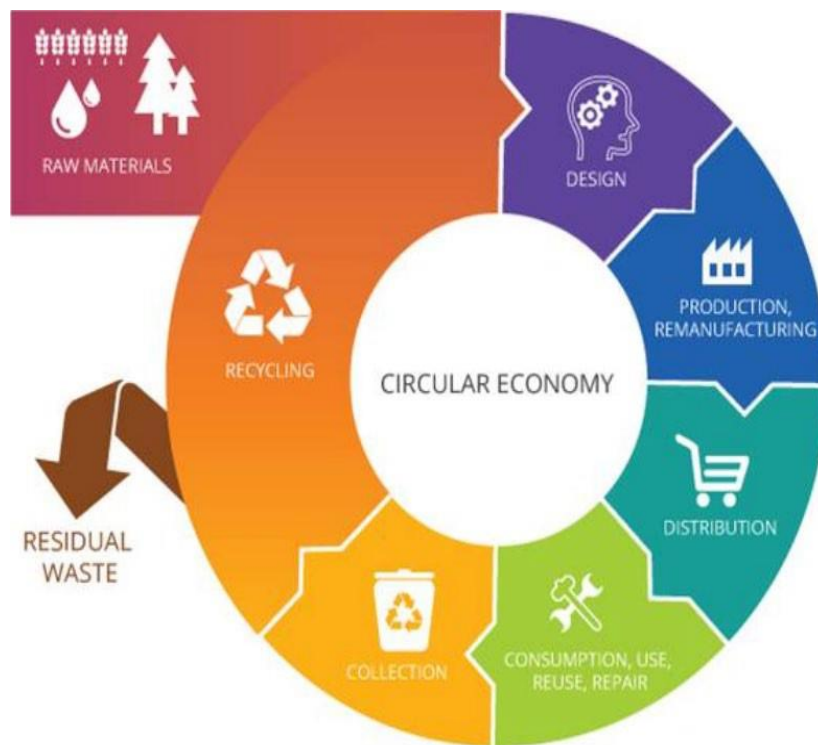 RAW MATERIALS
DESIGN
PRODUCTION,
REMANUFACTURING
RECYCLING
CIRCULAR ECONOMY
DISTRIBUTION
RESIDUAL
WASTE
COLLECTION
CONSUMPTION, USE,
REUSE, REPAIR